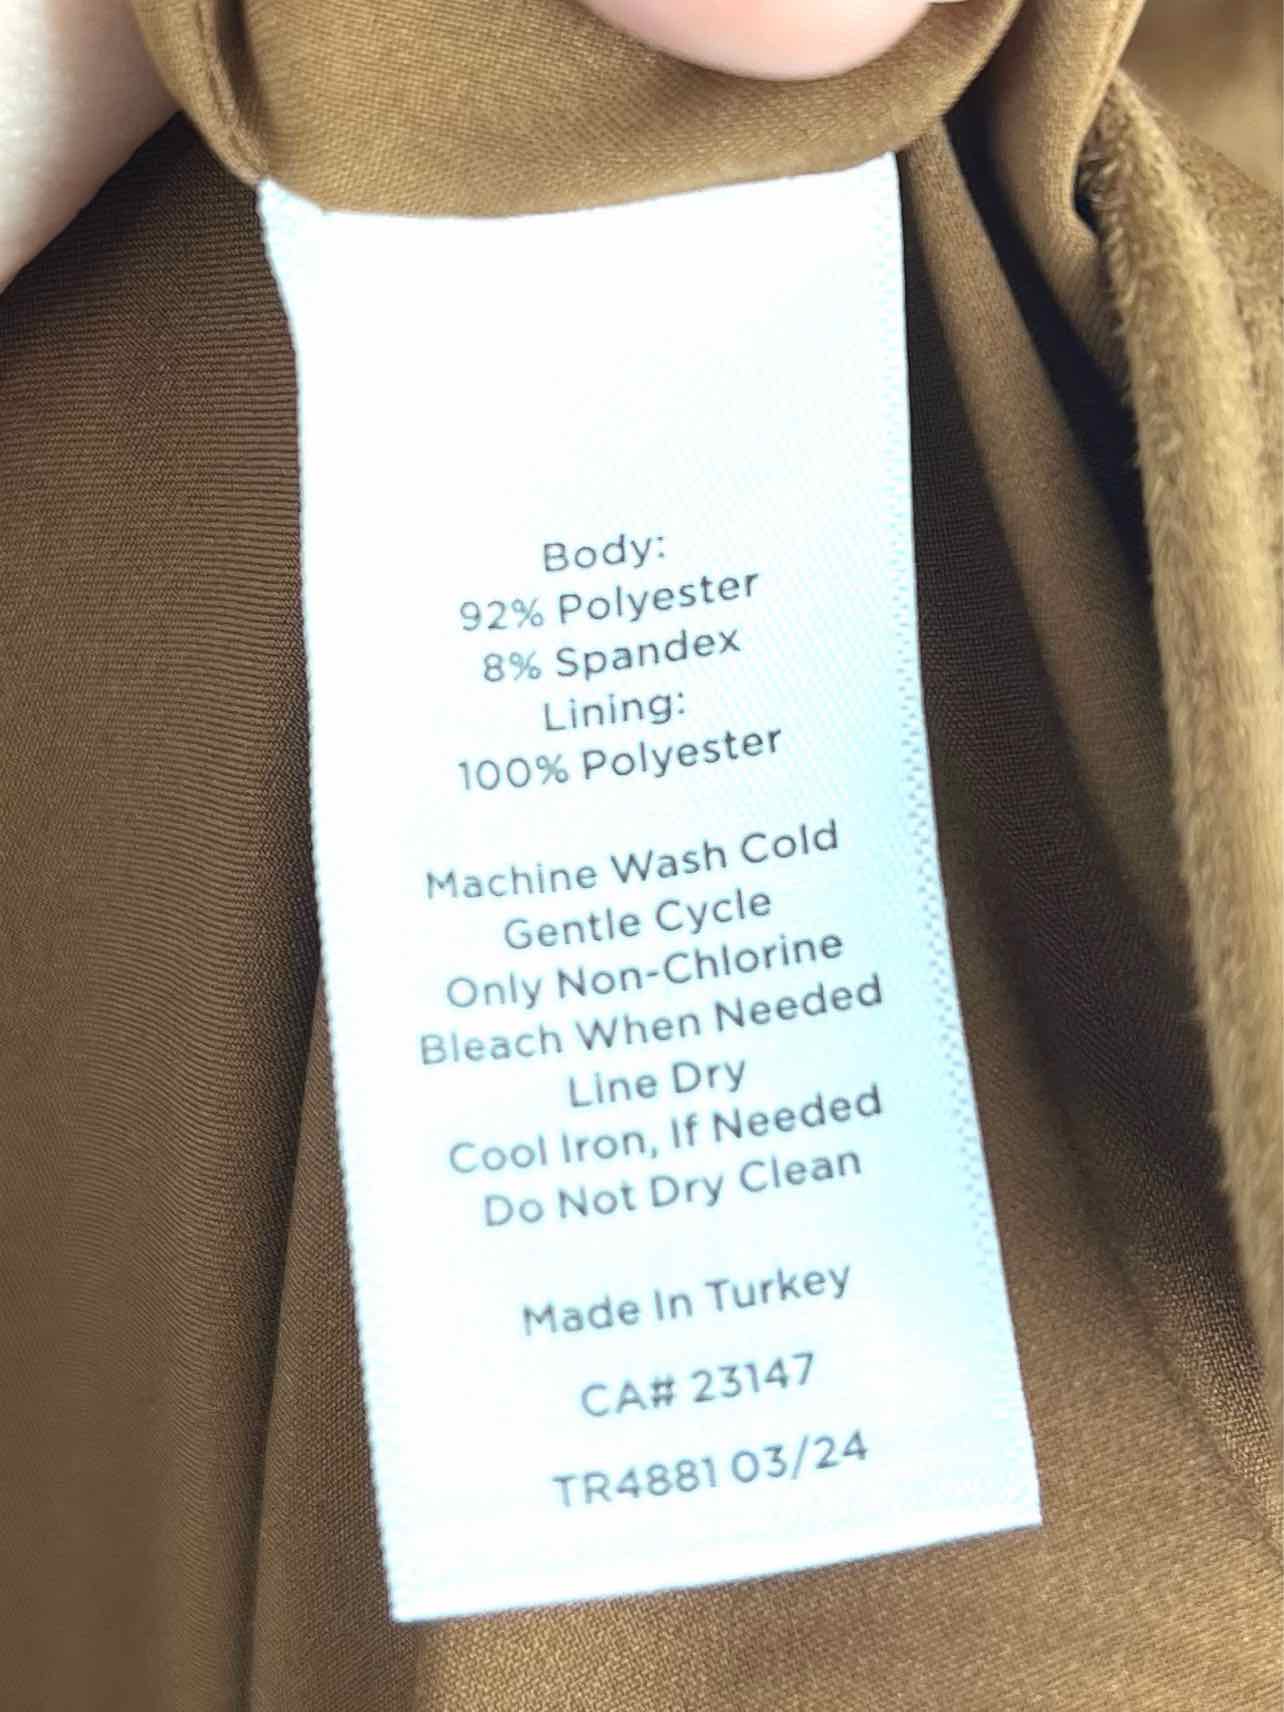 Body:
92% Polyester
8% Spandex
Lining:
100% Polyester
Machine Wash Cold
Gentle Cycle
Only Non-Chlorine
Bleach When Needed
Line Dry
Cool Iron, If Needed
Do Not Dry Clean
Made In Turkey
CA# 23147
TR4881 03/24